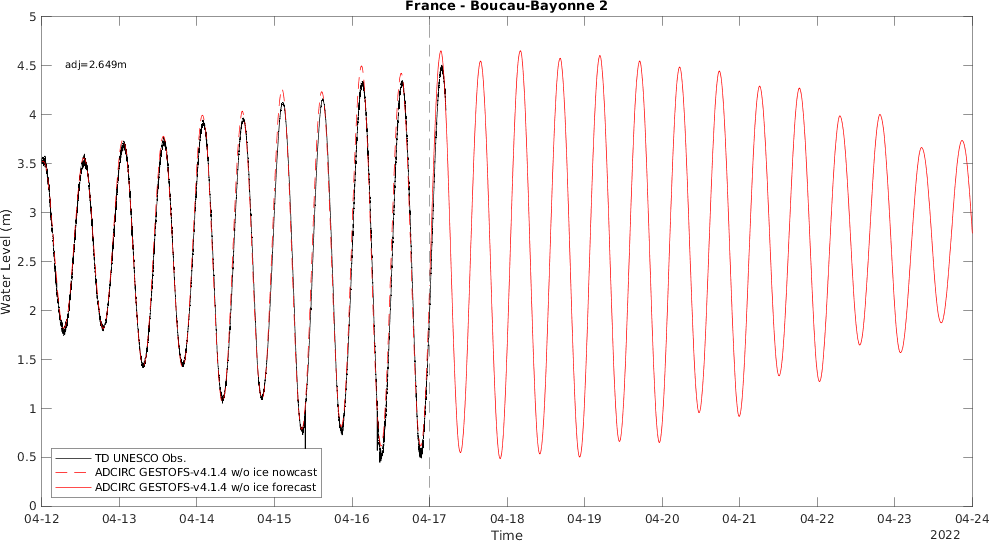 France - Boucau-Bayonne 2
adj=2.649m
Water Level (m)
5
4.5
4
3.5
3
2.5
2
1.5
1
0.5
0
TD UNESCO Obs.
ADCIRC GESTOFS-v4.1.4 w/o ice nowcast
ADCIRC GESTOFS-v4.1.4 w/o ice forecast
04-12 04-13 04-14 04-15 04-16 04-17 04-18 04-19 04-20 04-21 04-22 04-23 04-24
Time
2022